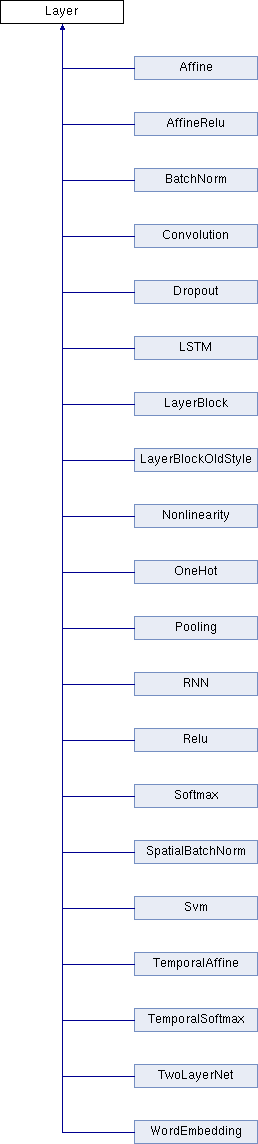 Layer
Affine
AffineRelu
BatchNorm
Convolution
Dropout
LSTM
LayerBlock
LayerBlockOldStyle
Nonlinearity
OneHot
Pooling
RNN
Relu
Softmax
SpatialBatchNorm
Svm
TemporalAffine
TemporalSoftmax
TwoLayerNet
WordEmbedding